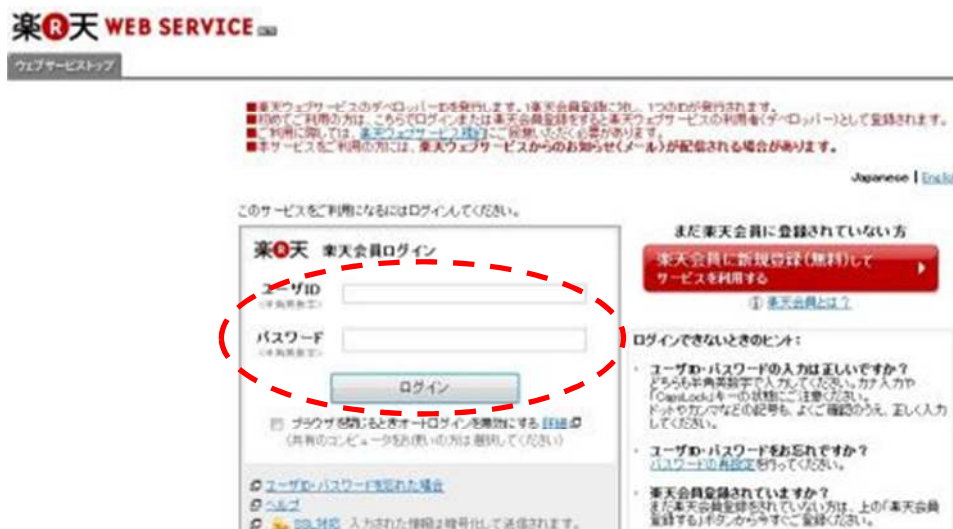 楽R天 WEB SERVICE
ウェブサービストップ
■楽天ウェブサービスのデベロッパーIDを発行します。1楽天会員登録につき、1つのIDが発行されます。
■初めてご利用の方は、こちらでログインまたは楽天会員登録をすると楽天ウェブサービスの利用者(デベロッパー)として登録されます。
■ご利用に際しては、楽天ウェブサービス規約にご同意いただく必要があります。
■本サービスをご利用の方には、楽天ウェブサービスからのお知らせ(メール)が配信される場合があります。
Japanese |
このサービスをご利用になるにはログインしてください。
楽R天 楽天会員ログイン
ユーザID
(半角英数字)
パスワード
(半角英数字)
ログイン
ブラウザを閉じるときオートログインを無効にする 詳細
(共有のコンピュータをお使いの方は選択してください)
ユーザID・パスワードを忘れた場合
ヘルプ
SSL対応 入力された情報は暗号化して送信されます。
まだ楽天会員に登録されていない方
楽天会員に新規登録(無料)して
サービスを利用する
楽天会員とは？
ログインできないときのヒント：
・ユーザID・パスワードの入力は正しいですか？
どちらも半角英数字で入力してください。カナ入力や
「CapsLock」キーの状態にご注意ください。
ドットやカンマなどの記号も、よくご確認のうえ、正しく入力
してください。
・ユーザID・パスワードをお忘れですか？
パスワードの再設定を行ってください。
・楽天会員登録されていますか？
まだ楽天会員登録をされていない方は、上の「楽天会員
登録する」ボタンから今すぐご登録ください。